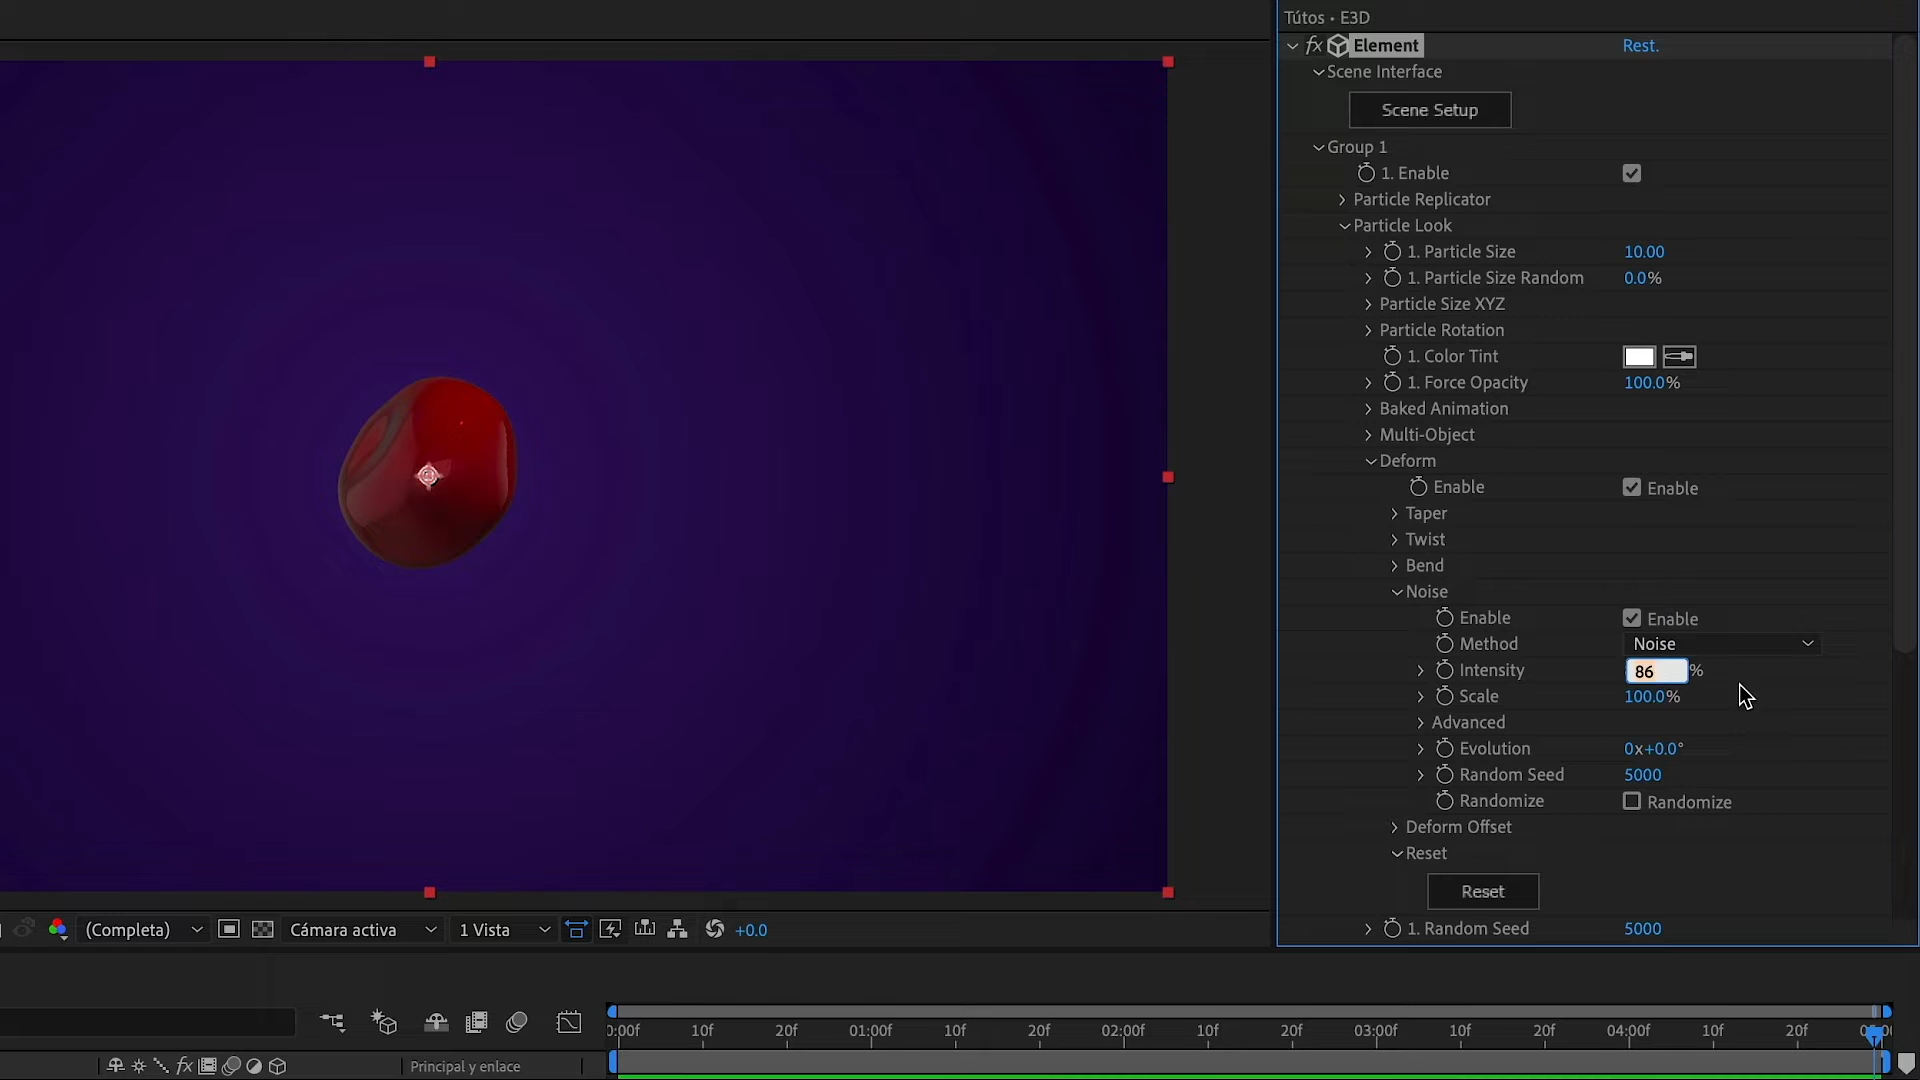 Tútos • E3D
fx Element Rest.
Scene Interface
Scene Setup
Group 1
1. Enable
Particle Replicator
Particle Look
1. Particle Size 10.00
1. Particle Size Random 0.0%
Particle Size XYZ
Particle Rotation
1. Color Tint
1. Force Opacity 100.0%
Baked Animation
Multi-Object
Deform
Enable Enable
Taper
Twist
Bend
Noise
Enable Enable
Method Noise
Intensity 86 %
Scale 100.0%
Advanced
Evolution 0x+0.0°
Random Seed 5000
Randomize Randomize
Deform Offset
Reset
Reset
1. Random Seed 5000
(Completa) Cámara activa 1 Vista +0.0
0:00f 10f 20f 01:00f 10f 20f 02:00f 10f 20f 03:00f 10f 20f 04:00f 10f 20f
fx Principal y enlace